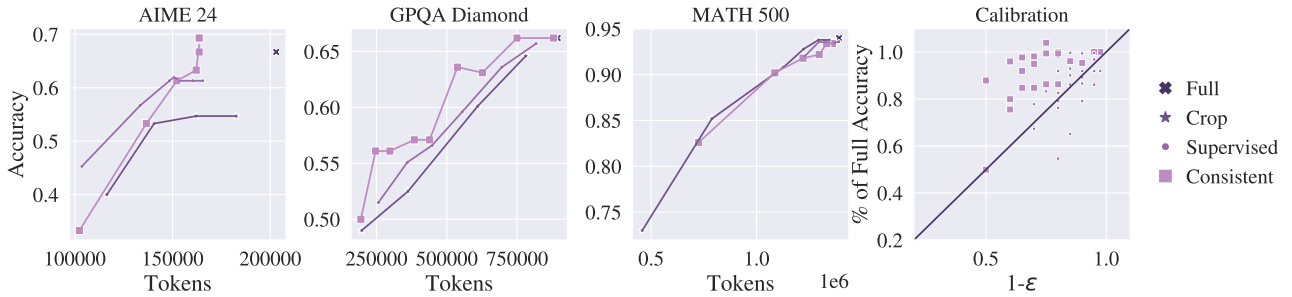 AIME 24
Accuracy
0.7
0.6
0.5
0.4
100000 150000 200000
Tokens
GPQA Diamond
0.65
0.60
0.55
0.50
250000 500000 750000
Tokens
MATH 500
0.95
0.90
0.85
0.80
0.75
0.5 1.0
1e6
Tokens
Calibration
% of Full Accuracy
1.0
0.8
0.6
0.4
0.2
0.5 1.0
1-ε
Full
Crop
Supervised
Consistent